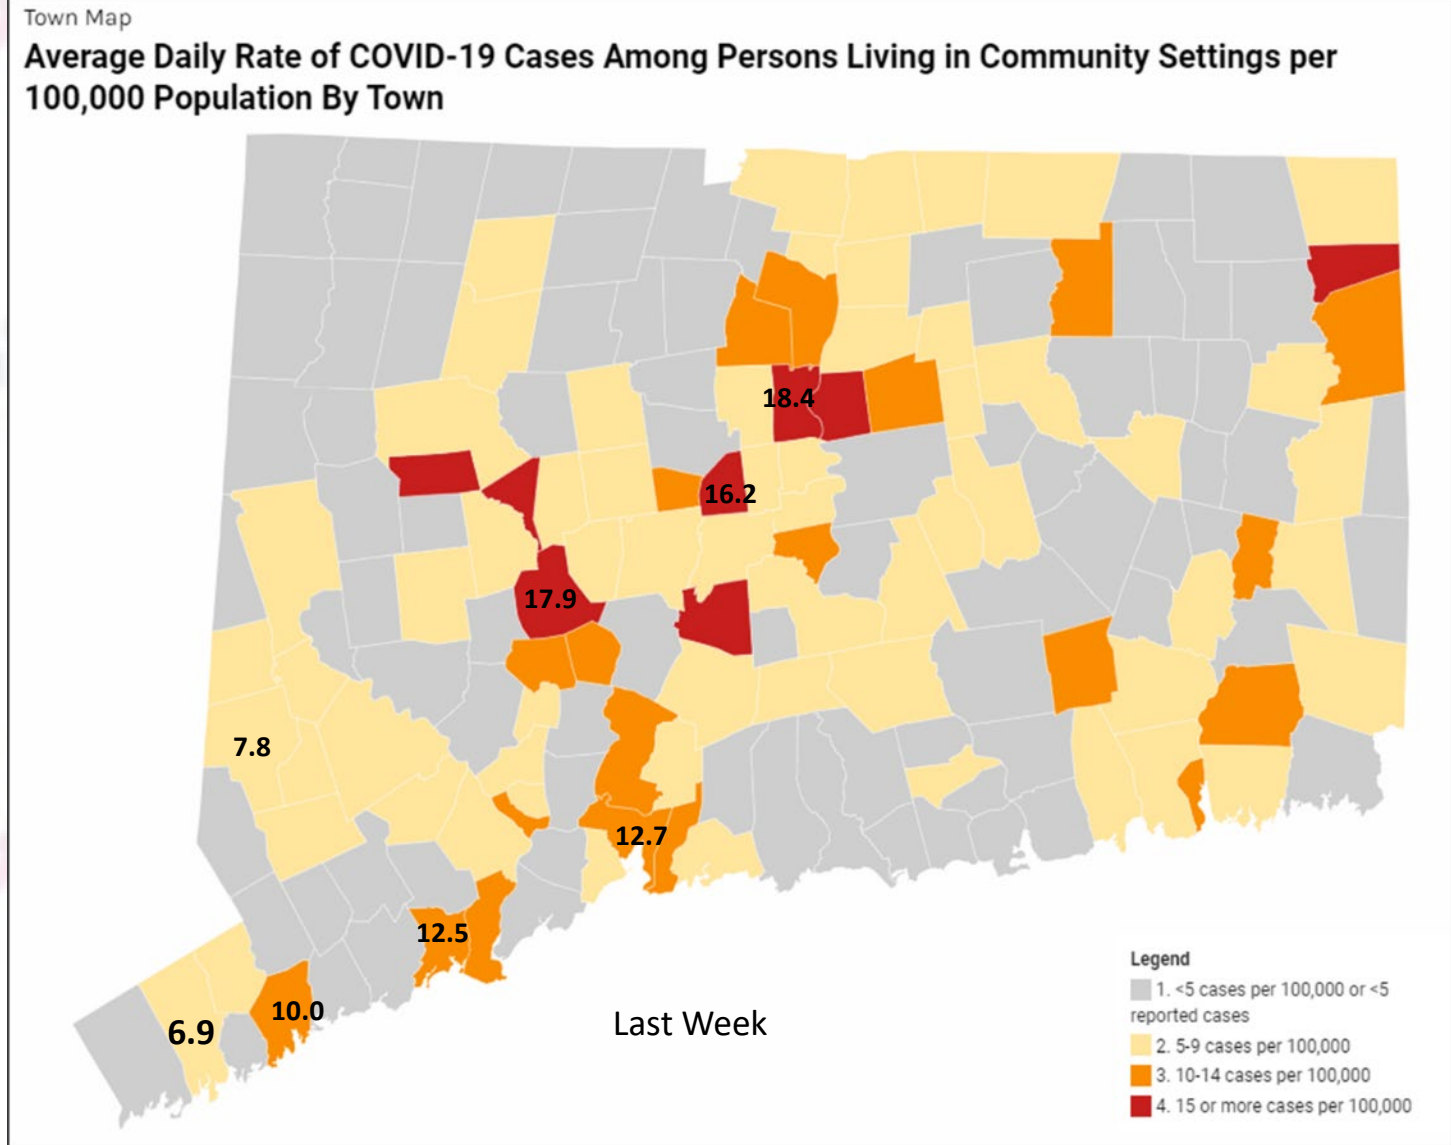 Town Map
Average Daily Rate of COVID-19 Cases Among Persons Living in Community Settings per
100,000 Population By Town
18.4
16.2
17.9
7.8
12.7
12.5
10.0
6.9
Last Week
Legend
1. <5 cases per 100,000 or <5
reported cases
2. 5-9 cases per 100,000
3. 10-14 cases per 100,000
4. 15 or more cases per 100,000